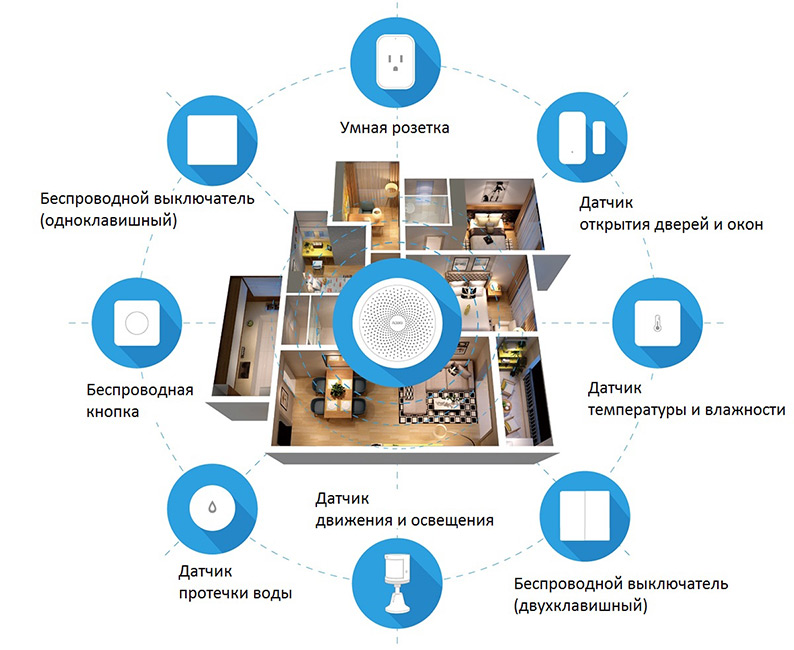 Умная розетка
Датчик
открытия дверей и окон
Беспроводной выключатель
(одноклавишный)
Датчик
температуры и влажности
Беспроводная
кнопка
Датчик
движения и освещения
Датчик
протечки воды
Беспроводной выключатель
(двухклавишный)